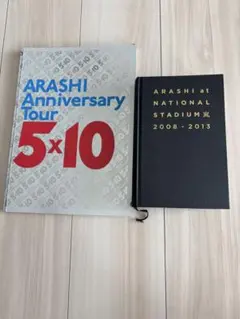 ARASHI
Anniversary
Tour
5x10
ARASHI at
NATIONAL
STADIUM 嵐
2008-2013